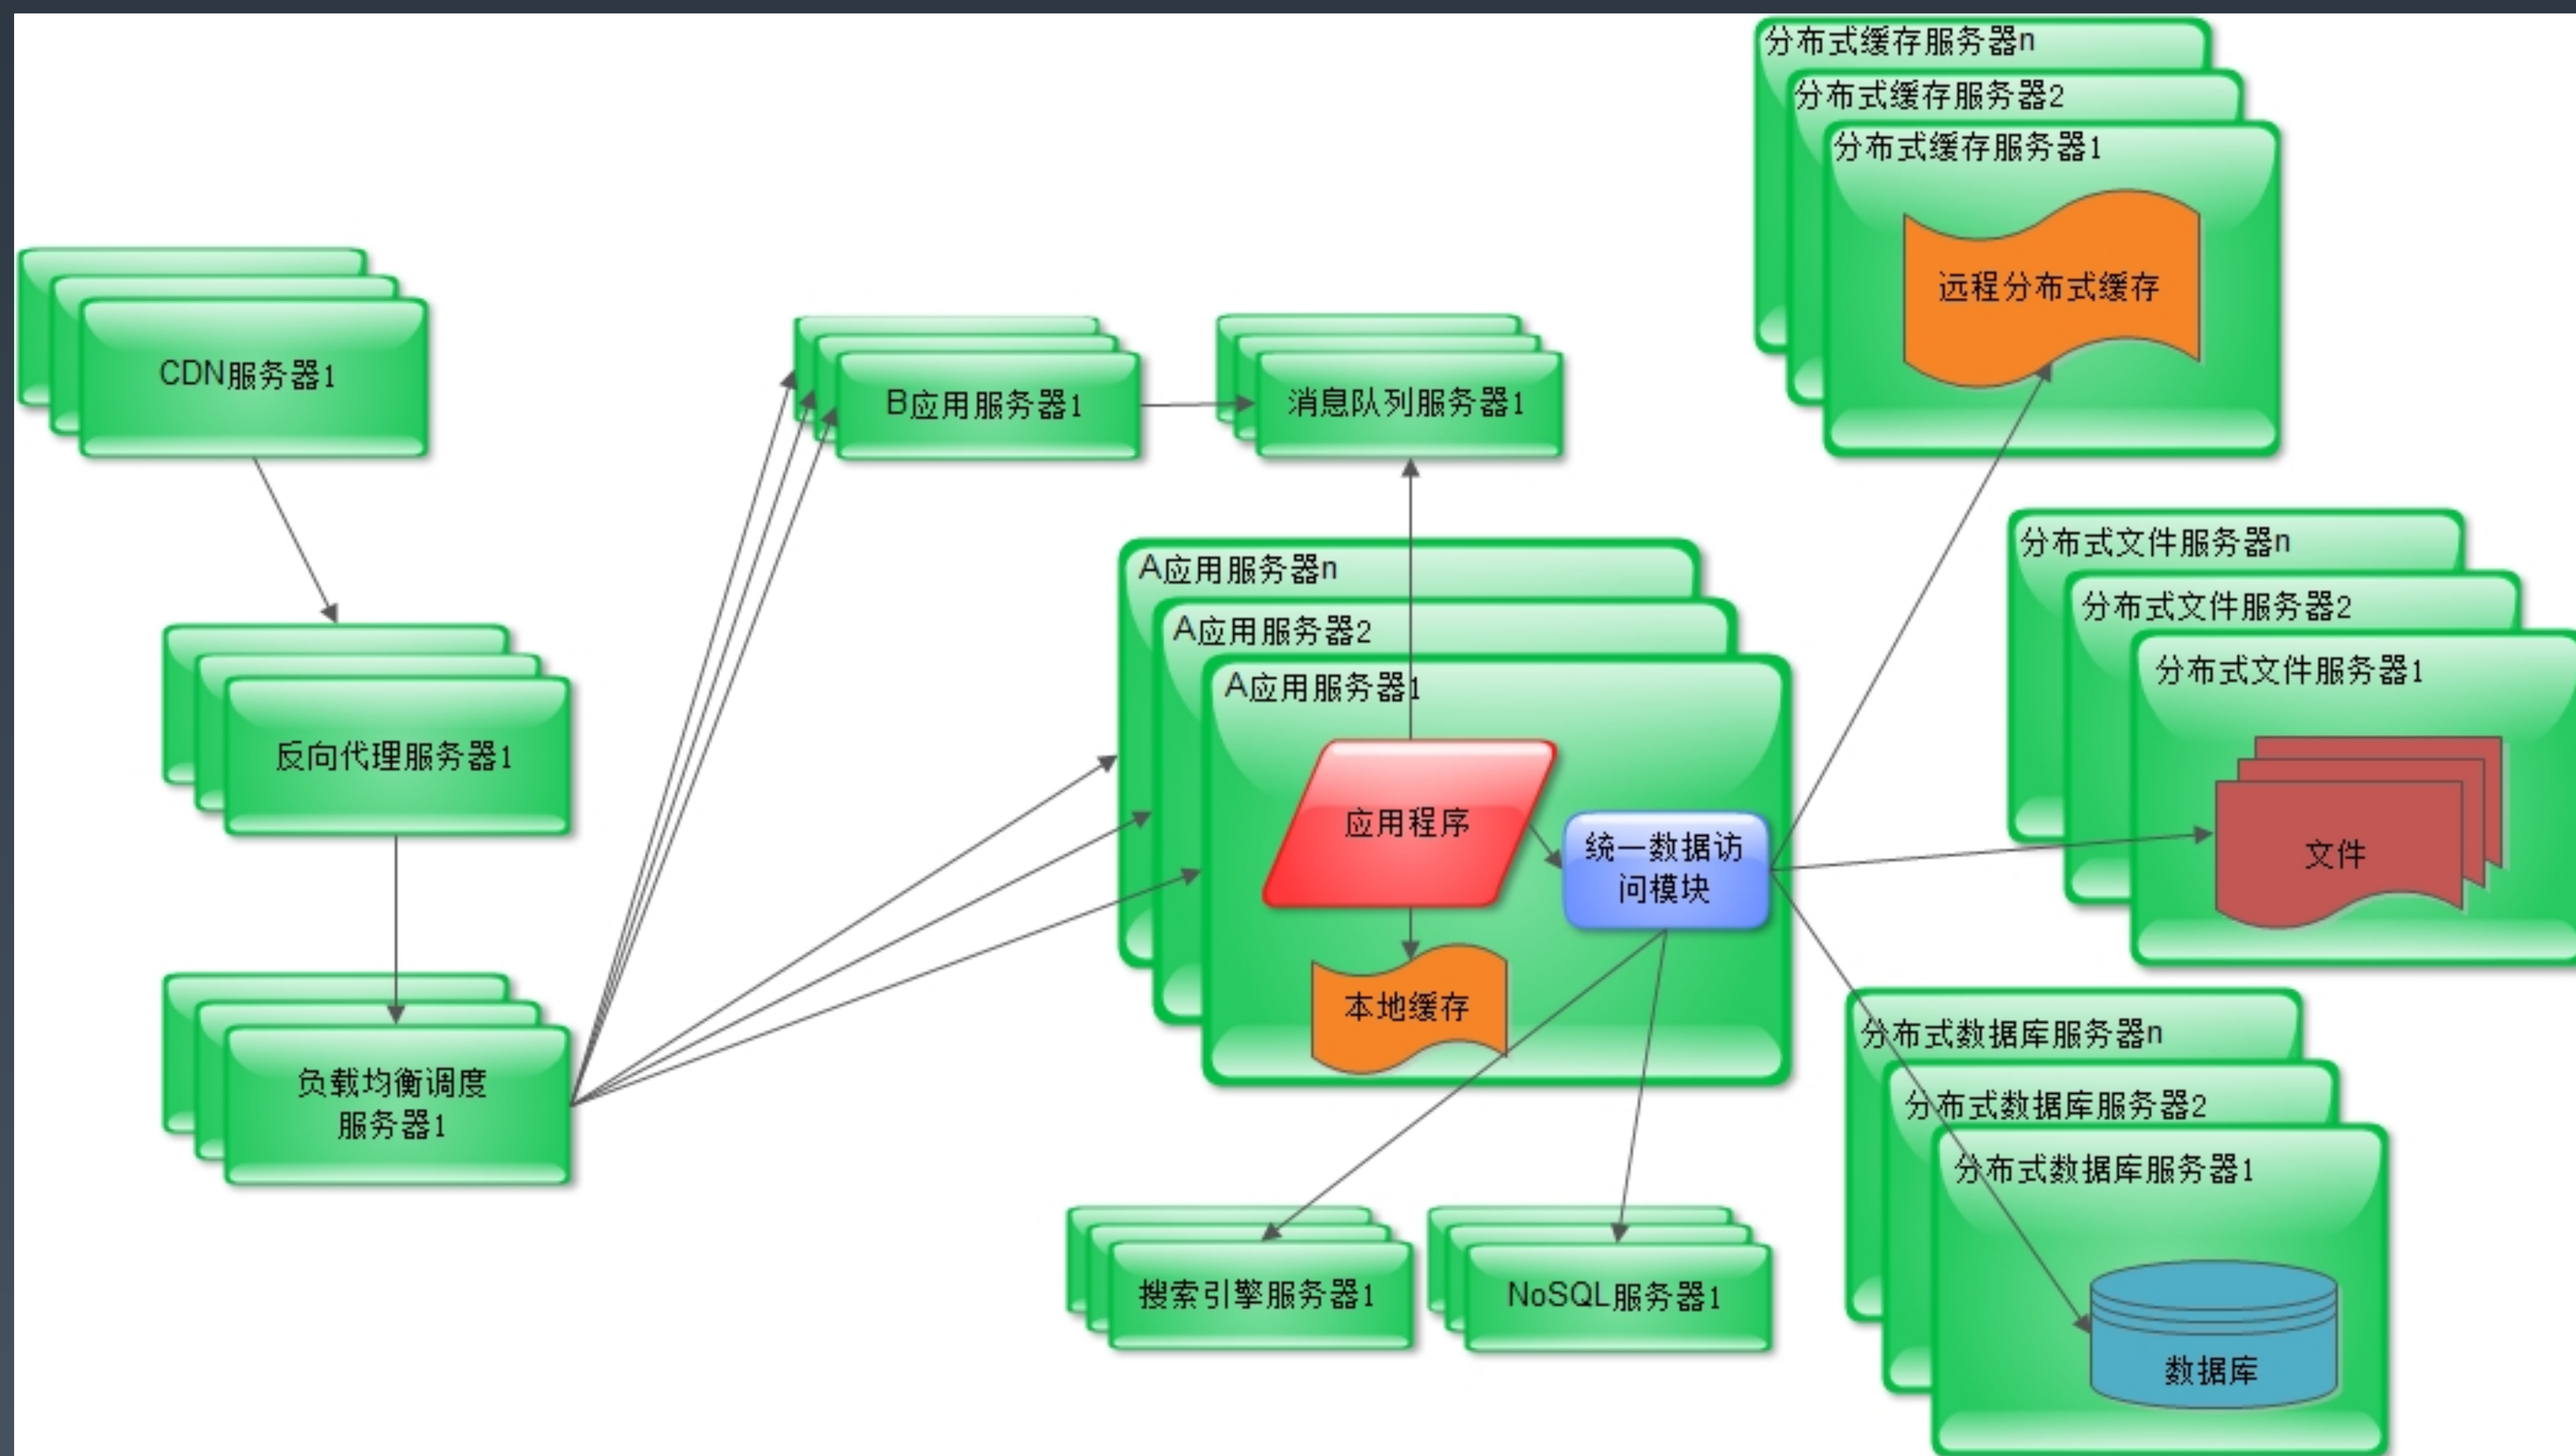 分布式缓存服务器n
分布式缓存服务器2
分布式缓存服务器1
远程分布式缓存
CDN服务器1
B应用服务器1
消息队列服务器1
A应用服务器n
A应用服务器2
A应用服务器1
分布式文件服务器n
分布式文件服务器2
分布式文件服务器1
反向代理服务器1
应用程序
统一数据访
问模块
文件
本地缓存
负载均衡调度
服务器1
分布式数据库服务器n
分布式数据库服务器2
分布式数据库服务器1
搜索引擎服务器1
NoSQL服务器1
数据库